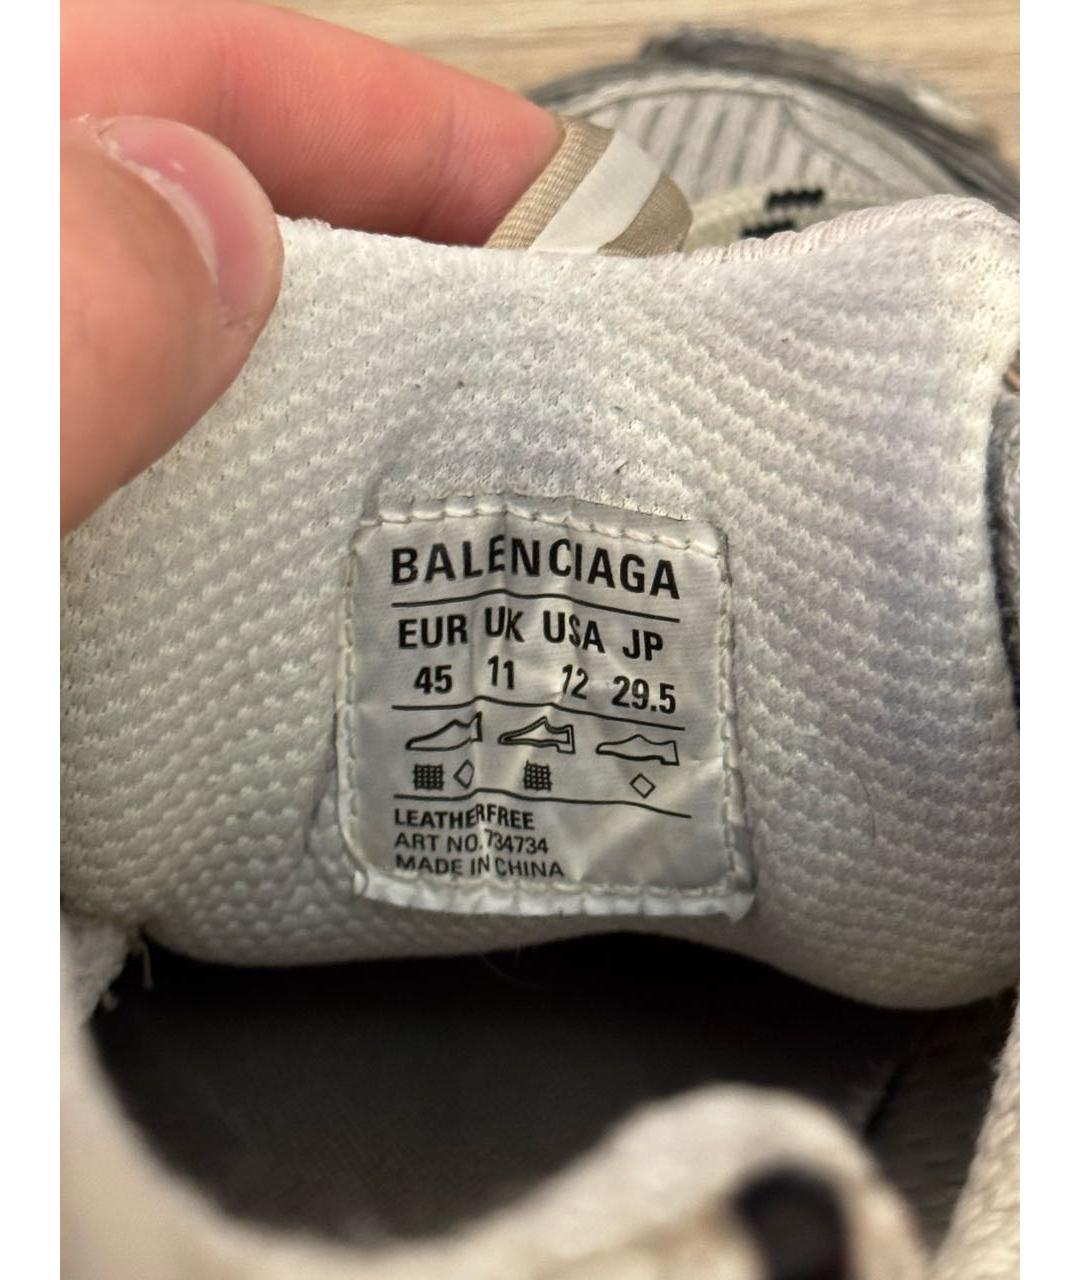 BALENCIAGA
EUR UK USA JP
45 11 12 29.5
LEATHERFREE
ART NO.734734
MADE IN CHINA